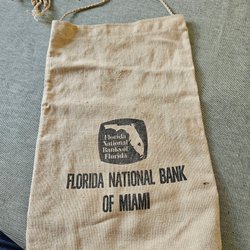 Florida
National
Banks of
Florida
FLORIDA NATIONAL BANK
OF MIAMI